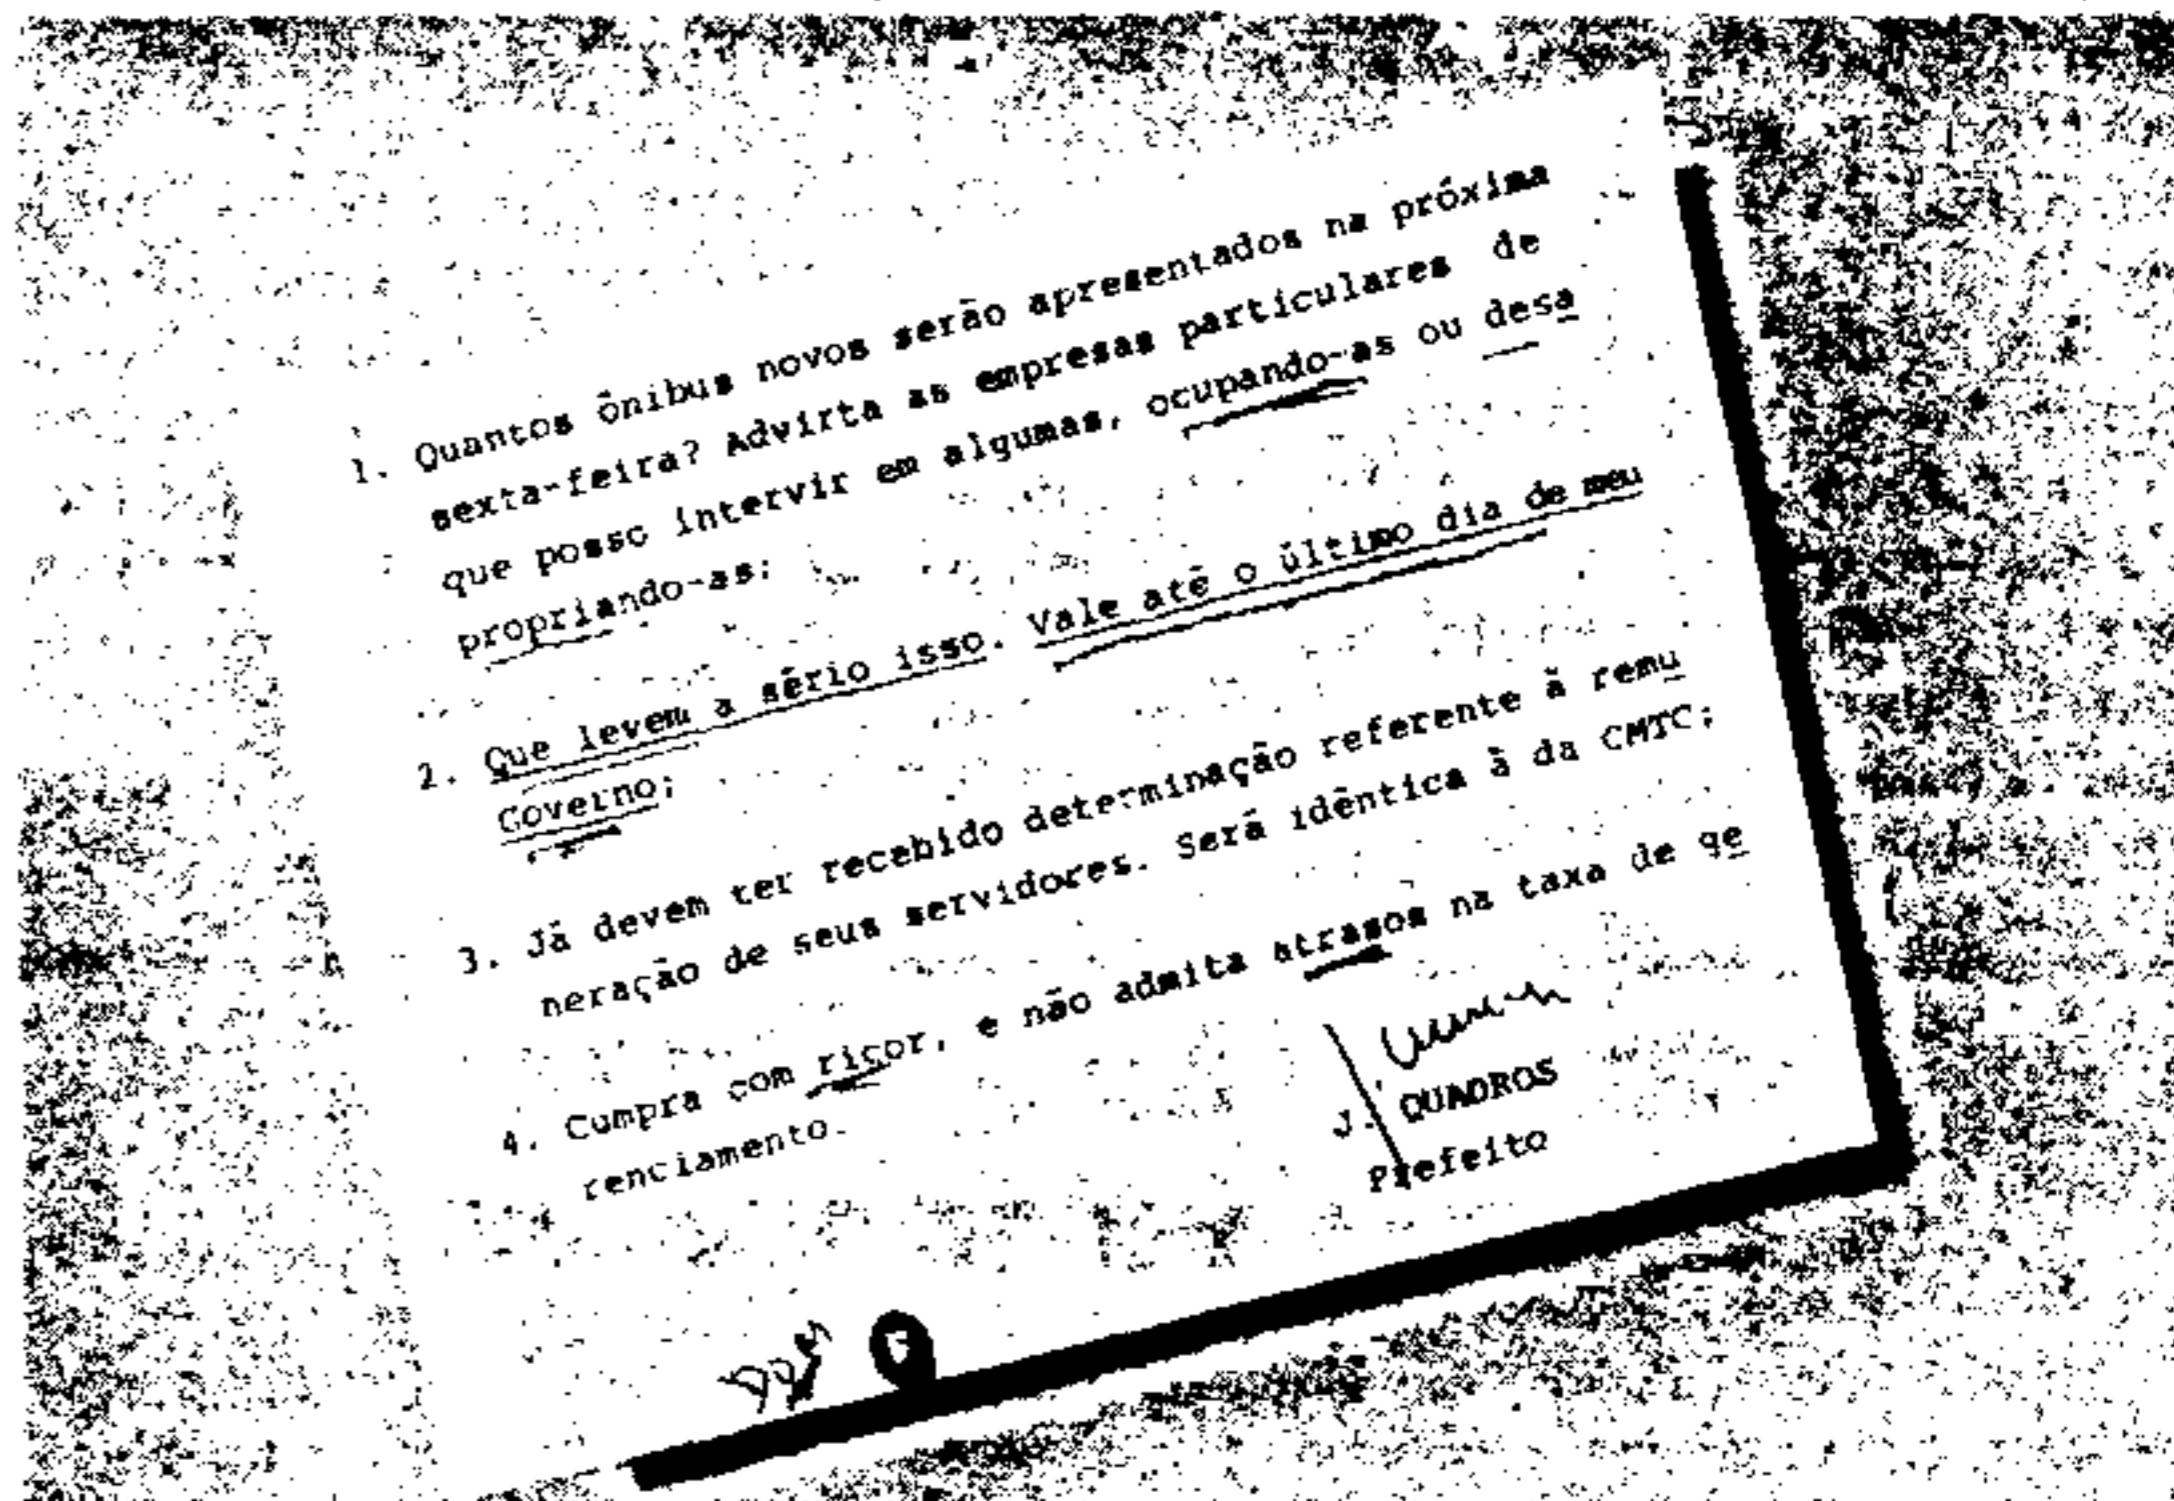 1. Quantos ônibus novos serão apresentados na próxima
sexta-feira? Advirta as empresas particulares de
que posso intervir em algumas, ocupando-as ou desa
propriando-as;
2. Que levem a sério isso. Vale até o último dia de meu
Governo;
3. Já devem ter recebido determinação referente à remu
neração de seus servidores. Será idêntica à da CMTC;
4. Cumpra com rigor, e não admita atrasos na taxa de ge
renciamento.
J. QUADROS
Prefeito